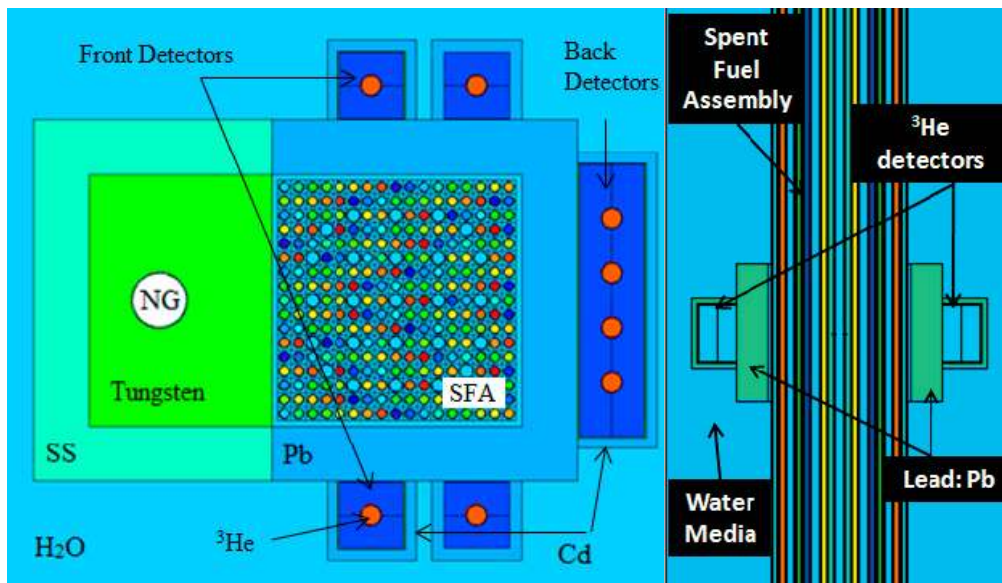 Front Detectors
Back
Detectors
NG
Tungsten
SFA
SS
Pb
³He
H₂O
Cd
Spent
Fuel
Assembly
³He
detectors
Lead: Pb
Water
Media